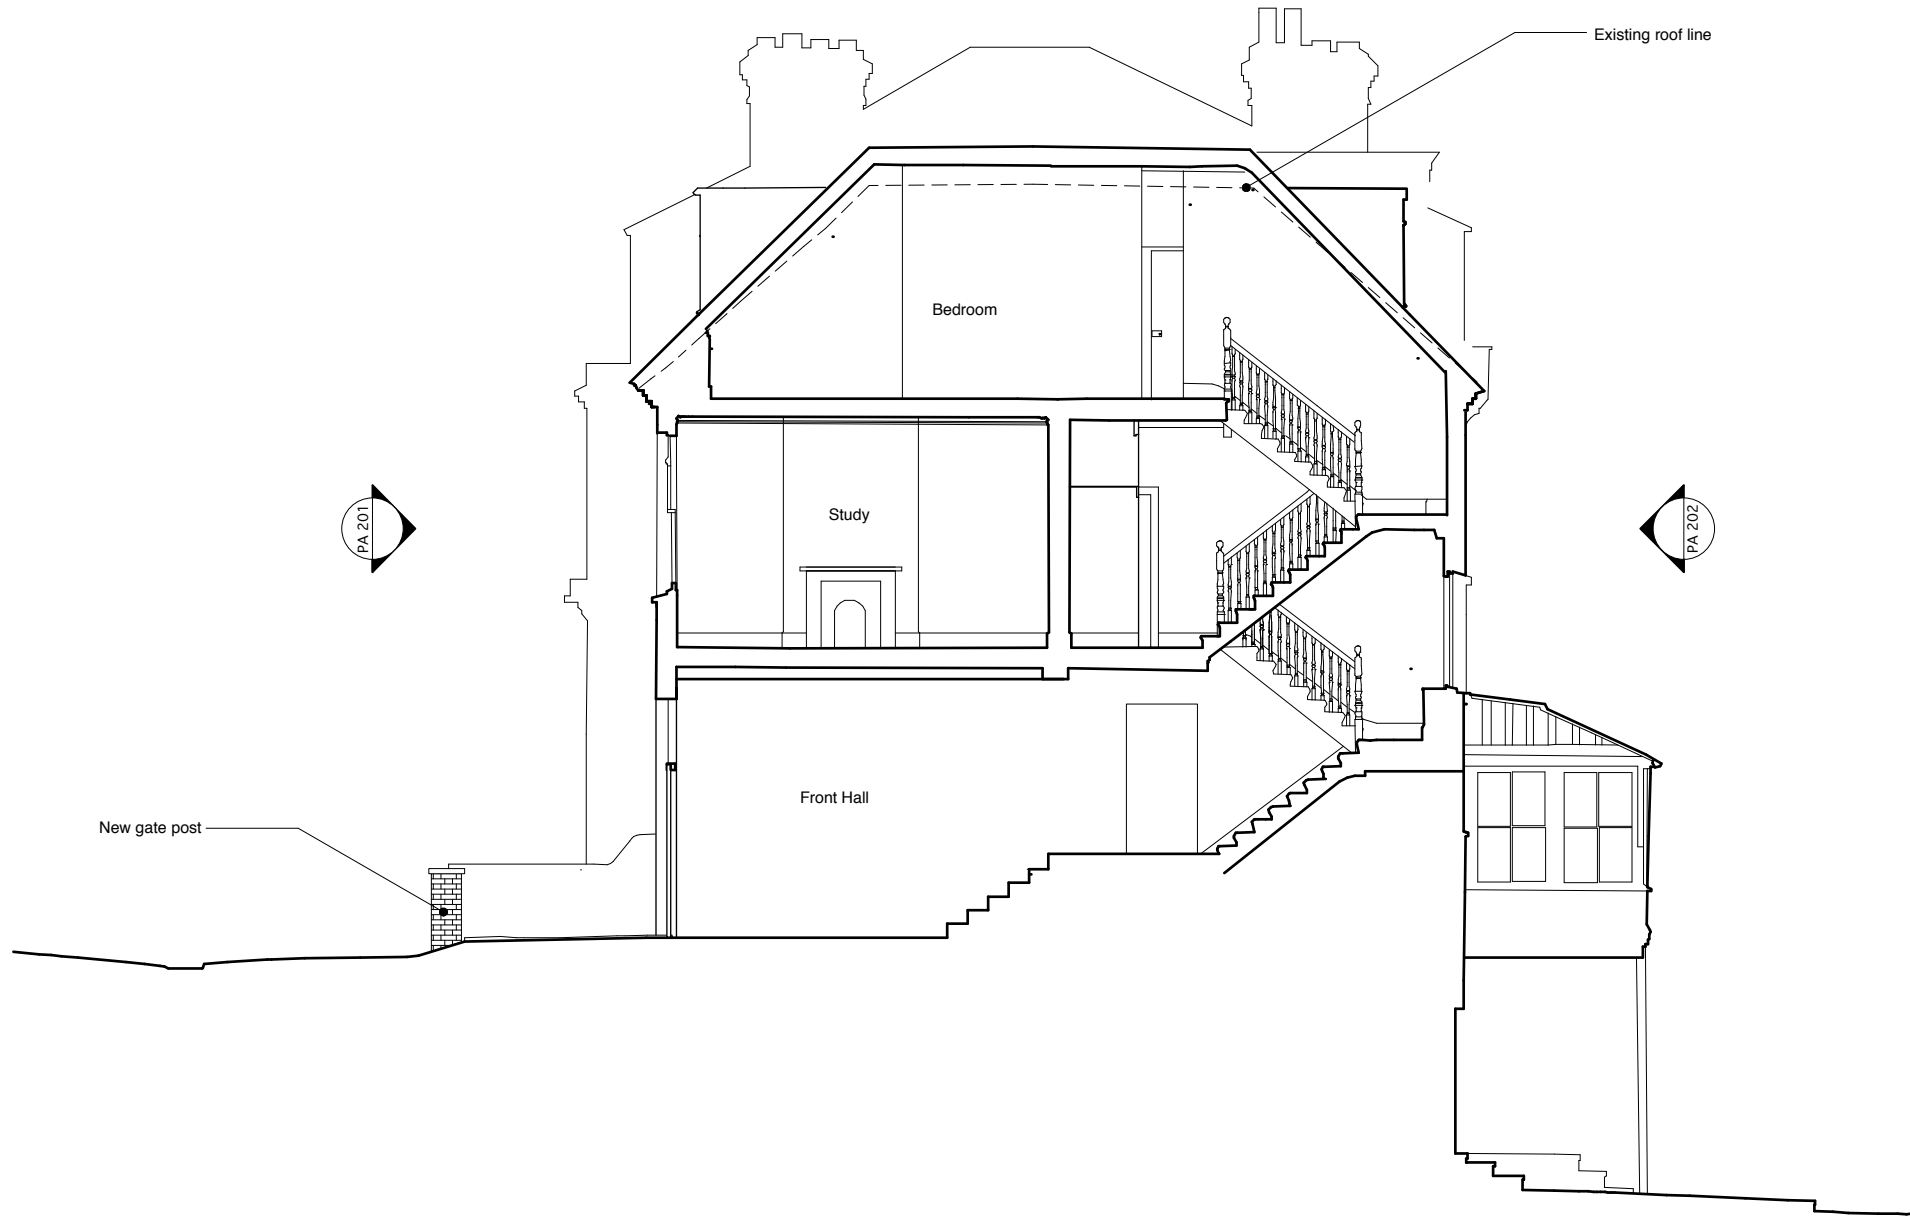 Existing roof line
Bedroom
Study
PA 201
PA 202
Front Hall
New gate post